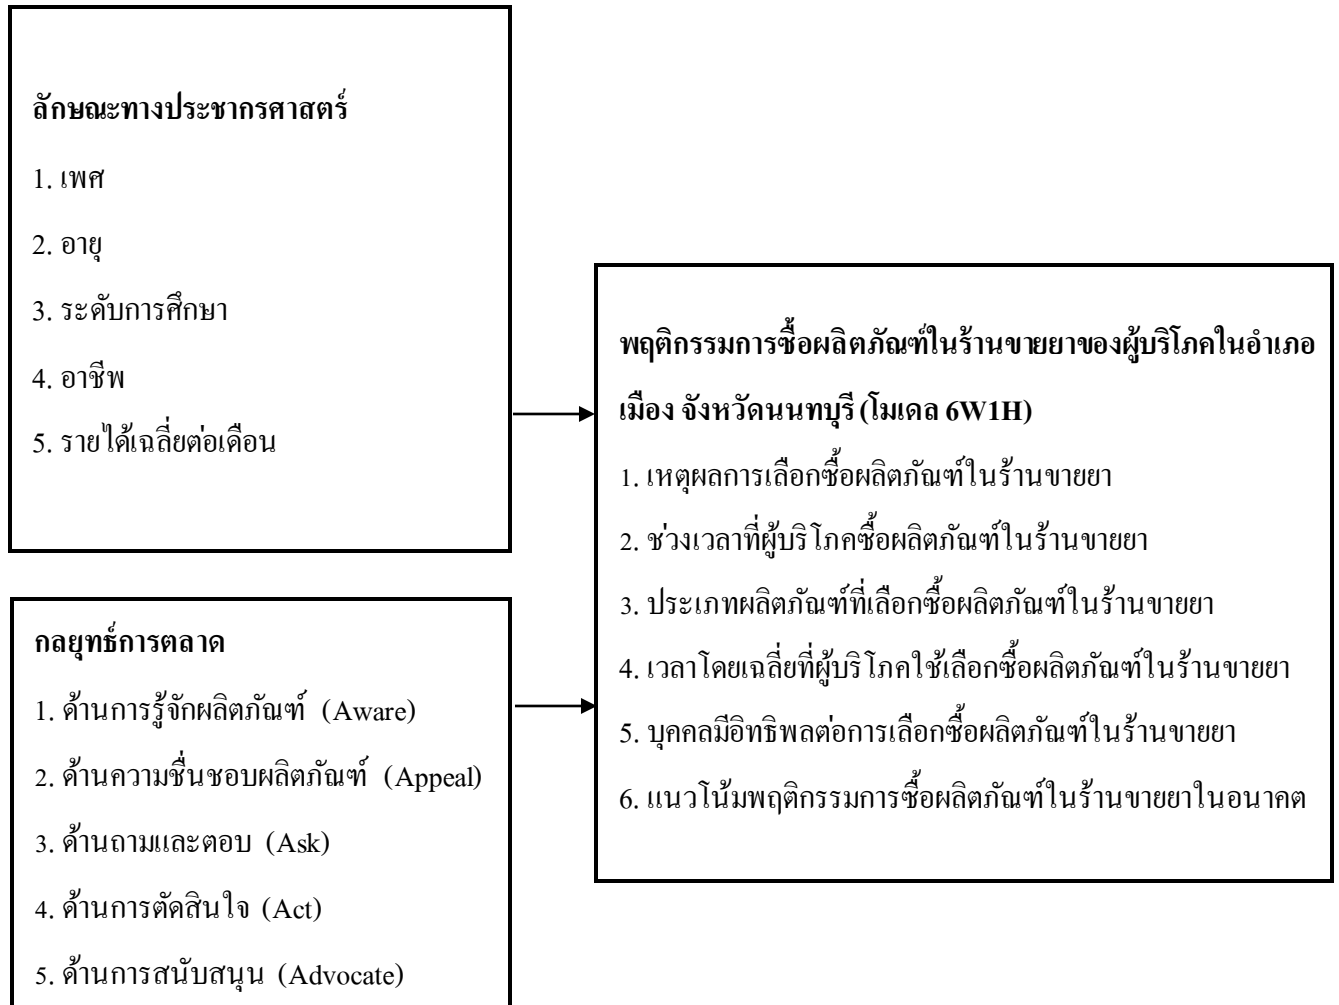 ลักษณะทางประชากรศาสตร์
1. เพศ
2. อายุ
3. ระดับการศึกษา
4. อาชีพ
5. รายได้เฉลี่ยต่อเดือน
กลยุทธ์การตลาด
1. ด้านการรู้จักผลิตภัณฑ์ (Aware)
2. ด้านความชื่นชอบผลิตภัณฑ์ (Appeal)
3. ด้านถามและตอบ (Ask)
4. ด้านการตัดสินใจ (Act)
5. ด้านการสนับสนุน (Advocate)
พฤติกรรมการซื้อผลิตภัณฑ์ในร้านขายยาของผู้บริโภคในอำเภอ
เมือง จังหวัดนนทบุรี (โมเดล 6W1H)
1. เหตุผลการเลือกซื้อผลิตภัณฑ์ในร้านขายยา
2. ช่วงเวลาที่ผู้บริโภคซื้อผลิตภัณฑ์ในร้านขายยา
3. ประเภทผลิตภัณฑ์ที่เลือกซื้อผลิตภัณฑ์ในร้านขายยา
4. เวลาโดยเฉลี่ยที่ผู้บริโภคใช้เลือกซื้อผลิตภัณฑ์ในร้านขายยา
5. บุคคลมีอิทธิพลต่อการเลือกซื้อผลิตภัณฑ์ในร้านขายยา
6. แนวโน้มพฤติกรรมการซื้อผลิตภัณฑ์ในร้านขายยาในอนาคต